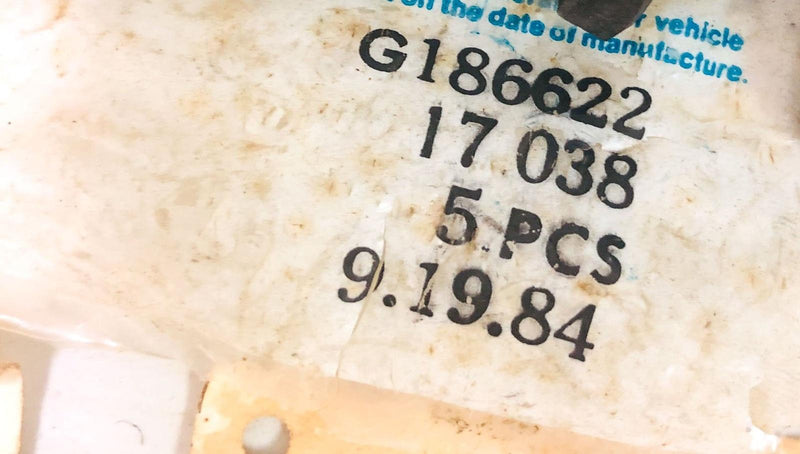 vehicle
on the date of manufacture.
G186622
17 038
5 PCS
9.19.84